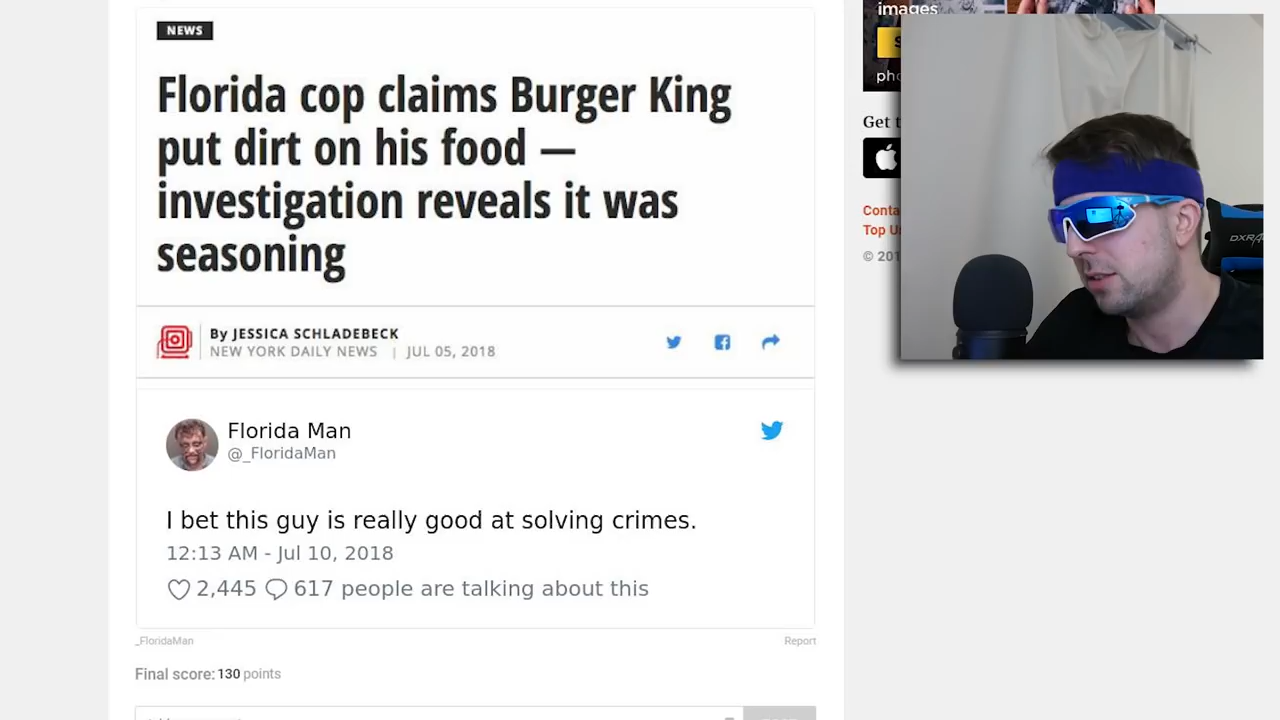 images
NEWS
Florida cop claims Burger King
put dirt on his food —
investigation reveals it was
seasoning
By JESSICA SCHLADEBECK
NEW YORK DAILY NEWS | JUL 05, 2018
Florida Man
@_FloridaMan
I bet this guy is really good at solving crimes.
12:13 AM - Jul 10, 2018
2,445 617 people are talking about this
_FloridaMan
Report
Final score: 130 points
Get
Top